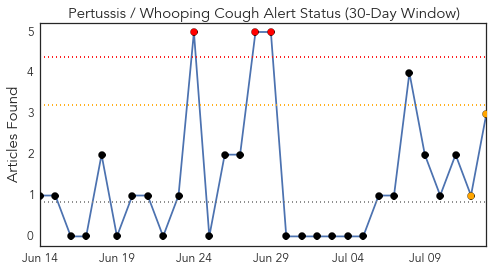 Pertussis / Whooping Cough Alert Status (30-Day Window)
Articles Found
5
4
3
2
1
0
Jun 14
Jun 19
Jun 24
Jun 29
Jul 04
Jul 09